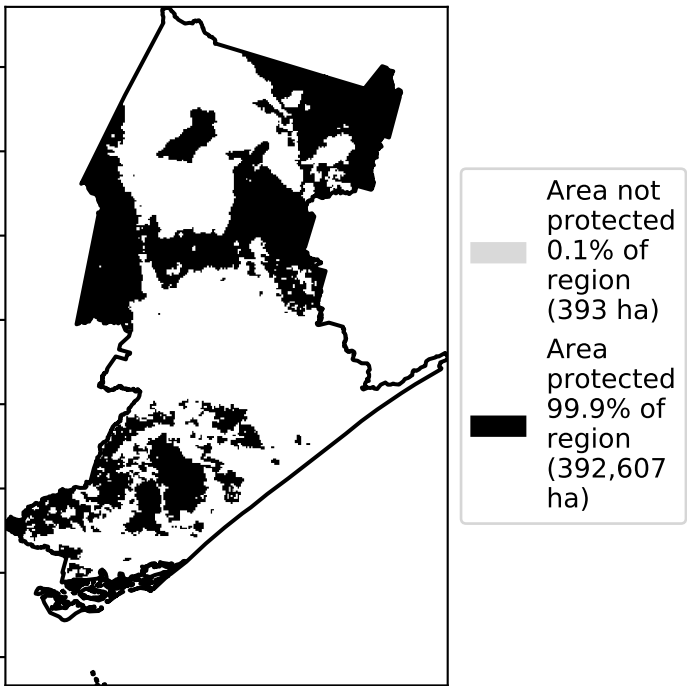 Area not
protected
0.1% of
region
(393 ha)
Area
protected
99.9% of
region
(392,607
ha)